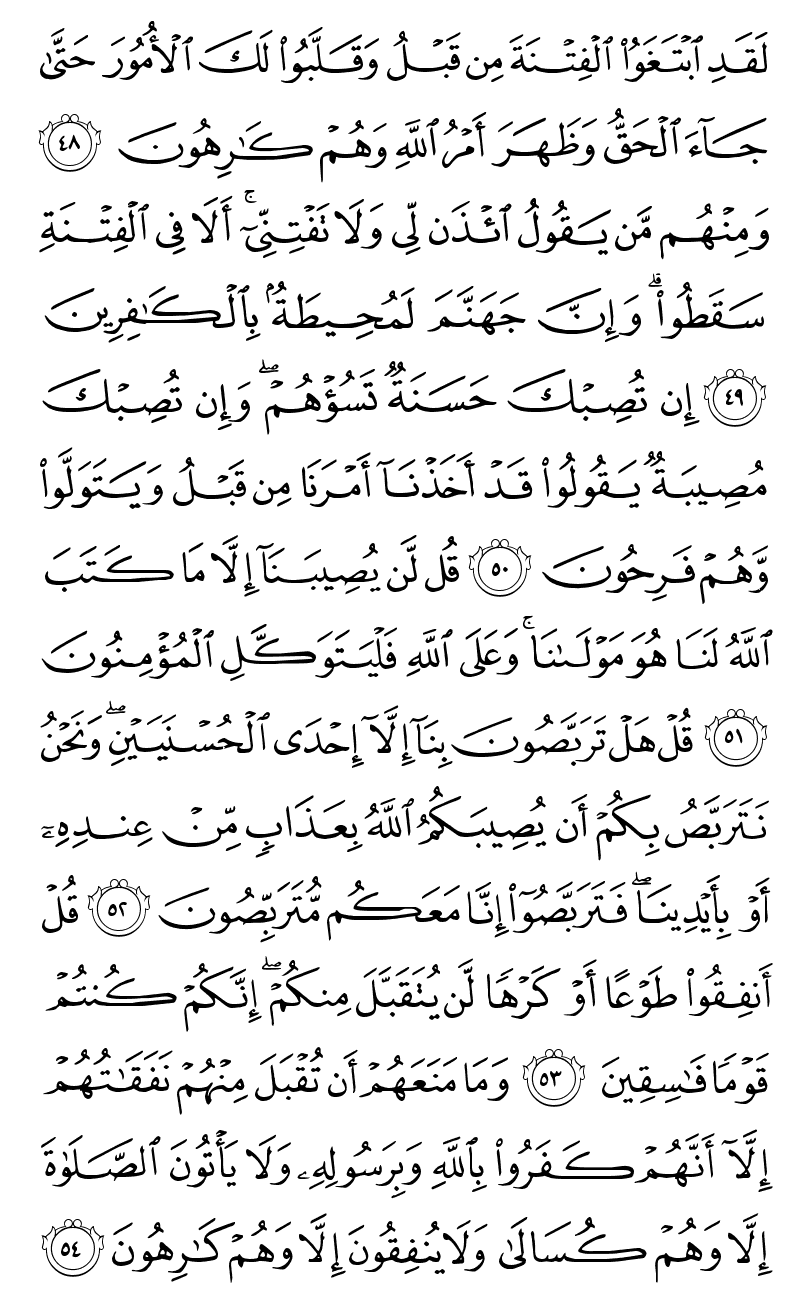 لَقَدِ ٱبۡتَغَوُاْ ٱلۡفِتۡنَةَ مِن قَبۡلُ وَقَلَّبُواْ لَكَ ٱلۡأُمُورَ حَتَّىٰ
جَآءَ ٱلۡحَقُّ وَظَهَرَ أَمۡرُ ٱللَّهِ وَهُمۡ كَٰرِهُونَ ٤٨
وَمِنۡهُم مَّن يَقُولُ ٱئۡذَن لِّي وَلَا تَفۡتِنِّيٓۚ أَلَا فِي ٱلۡفِتۡنَةِ
سَقَطُواْۗ وَإِنَّ جَهَنَّمَ لَمُحِيطَةُۢ بِٱلۡكَٰفِرِينَ
٤٩ إِن تُصِبۡكَ حَسَنَةٞ تَسُؤۡهُمۡۖ وَإِن تُصِبۡكَ
مُصِيبَةٞ يَقُولُواْ قَدۡ أَخَذۡنَآ أَمۡرَنَا مِن قَبۡلُ وَيَتَوَلَّواْ
وَّهُمۡ فَرِحُونَ ٥٠ قُل لَّن يُصِيبَنَآ إِلَّا مَا كَتَبَ
ٱللَّهُ لَنَا هُوَ مَوۡلَىٰنَاۚ وَعَلَى ٱللَّهِ فَلۡيَتَوَكَّلِ ٱلۡمُؤۡمِنُونَ
٥١ قُلۡ هَلۡ تَرَبَّصُونَ بِنَآ إِلَّآ إِحۡدَى ٱلۡحُسۡنَيَيۡنِۖ وَنَحۡنُ
نَتَرَبَّصُ بِكُمۡ أَن يُصِيبَكُمُ ٱللَّهُ بِعَذَابٖ مِّنۡ عِندِهِۦٓ
أَوۡ بِأَيۡدِينَاۖ فَتَرَبَّصُوٓاْ إِنَّا مَعَكُم مُّتَرَبِّصُونَ ٥٢ قُلۡ
أَنفِقُواْ طَوۡعًا أَوۡ كَرۡهٗا لَّن يُتَقَبَّلَ مِنكُمۡۖ إِنَّكُمۡ كُنتُمۡ
قَوۡمٗا فَٰسِقِينَ ٥٣ وَمَا مَنَعَهُمۡ أَن تُقۡبَلَ مِنۡهُمۡ نَفَقَٰتُهُمۡ
إِلَّآ أَنَّهُمۡ كَفَرُواْ بِٱللَّهِ وَبِرَسُولِهِۦ وَلَا يَأۡتُونَ ٱلصَّلَوٰةَ
إِلَّا وَهُمۡ كُسَالَىٰ وَلَا يُنفِقُونَ إِلَّا وَهُمۡ كَٰرِهُونَ ٥٤